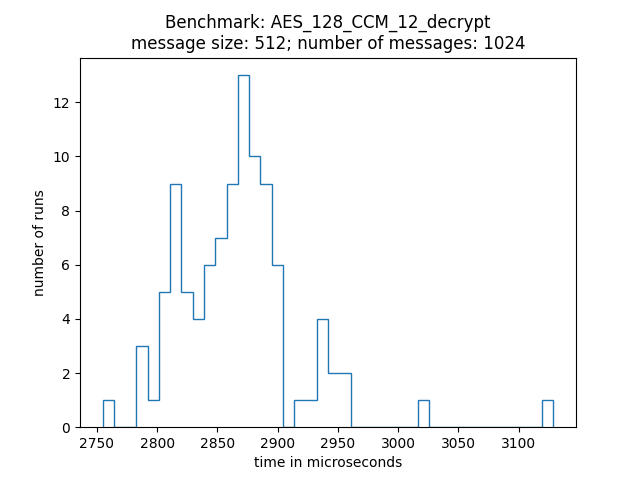 Benchmark: AES_128_CCM_12_decrypt
message size: 512; number of messages: 1024
12
10
8
6
4
2
0
number of runs
2750 2800 2850 2900 2950 3000 3050 3100
time in microseconds